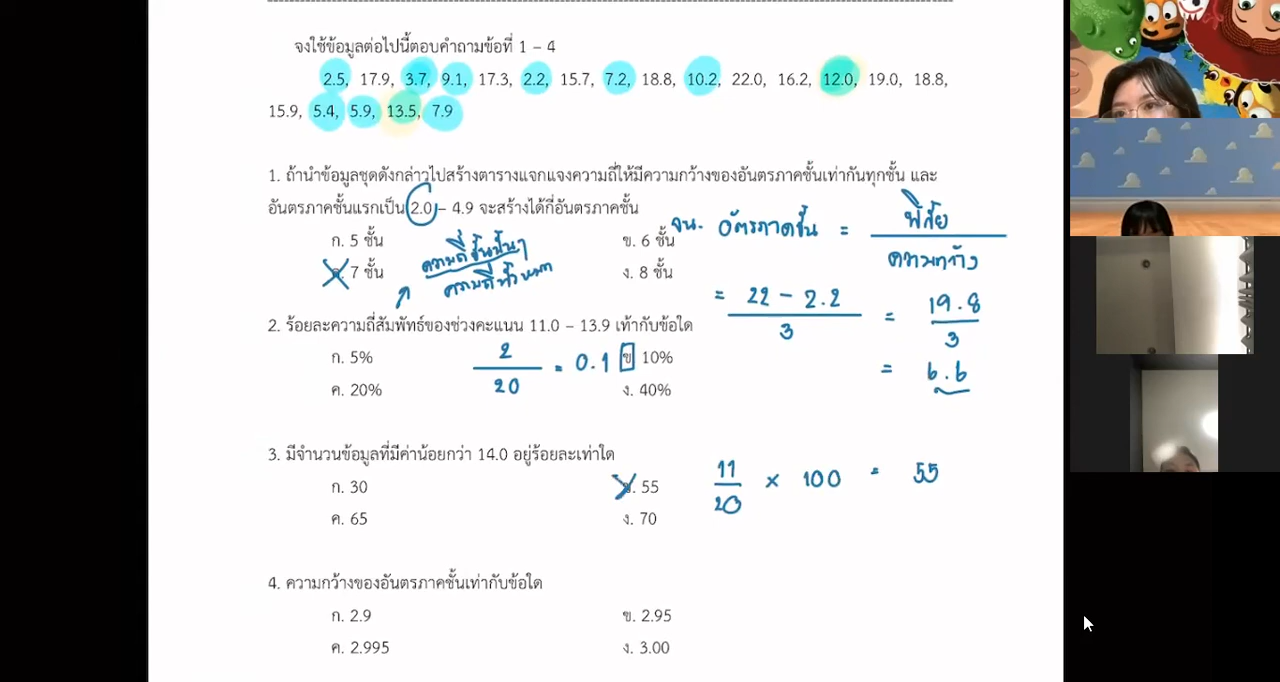 จงใช้ข้อมูลต่อไปนี้ตอบคำถามข้อที่ 1 – 4
2.5, 17.9, 3.7, 9.1, 17.3, 2.2, 15.7, 7.2, 18.8, 10.2, 22.0, 16.2, 12.0, 19.0, 18.8,
15.9, 5.4, 5.9, 13.5, 7.9
1. ถ้านำข้อมูลชุดดังกล่าวไปสร้างตารางแจกแจงความถี่ให้มีความกว้างของอันตรภาคชั้นเท่ากันทุกชั้น และ
อันตรภาคชั้นแรกเป็น 2.0 – 4.9 จะสร้างได้กี่อันตรภาคชั้น
ก. 5 ชั้น
ข. 6 ชั้น
7 ชั้น
ง. 8 ชั้น
ความถี่ชั้นนั้นๆ
ความถี่ทั้งหมด
จน. อัตรภาคชั้น = พิสัย
ความกว้าง
= 22 - 2.2 = 19.8
3 3
= 6.6
2. ร้อยละความถี่สัมพัทธ์ของช่วงคะแนน 11.0 – 13.9 เท้ากับข้อใด
ก. 5%
2 = 0.1
20
ข 10%
ค. 20%
ง. 40%
3. มีจำนวนข้อมูลที่มีค่าน้อยกว่า 14.0 อยู่ร้อยละเท่าใด
ก. 30
. 55
11 × 100 = 55
20
ค. 65
ง. 70
4. ความกว้างของอันตรภาคชั้นเท่ากับข้อใด
ก. 2.9
ข. 2.95
ค. 2.995
ง. 3.00